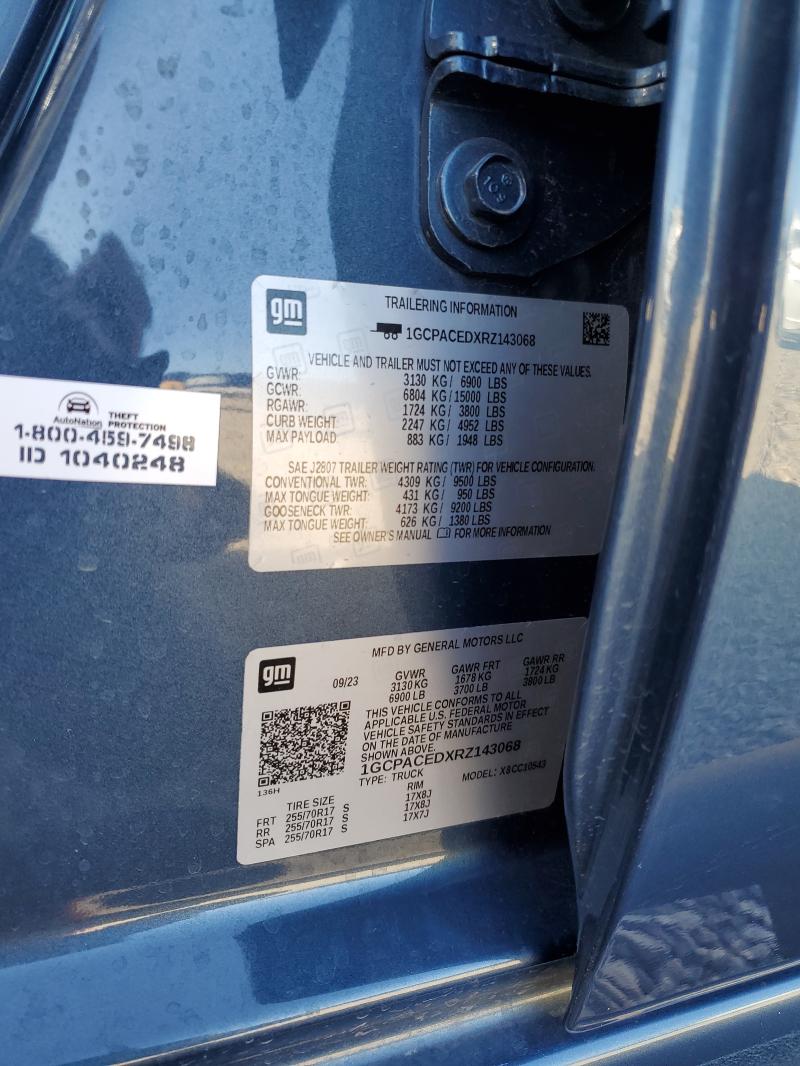 gm
TRAILERING INFORMATION
1GCPACEDXRZ143068
VEHICLE AND TRAILER MUST NOT EXCEED ANY OF THESE VALUES.
GVWR: 3130 KG / 6900 LBS
GCWR: 6804 KG / 15000 LBS
RGAWR: 1724 KG / 3800 LBS
CURB WEIGHT 2247 KG / 4952 LBS
MAX PAYLOAD: 883 KG / 1948 LBS
SAE J2807 TRAILER WEIGHT RATING (TWR) FOR VEHICLE CONFIGURATION:
CONVENTIONAL TWR: 4309 KG / 9500 LBS
MAX TONGUE WEIGHT: 431 KG / 950 LBS
GOOSENECK TWR: 4173 KG / 9200 LBS
MAX TONGUE WEIGHT: 626 KG / 1380 LBS
SEE OWNER'S MANUAL FOR MORE INFORMATION
AutoNation THEFT
PROTECTION
1-800-459-7498
ID 1040248
gm
MFD BY GENERAL MOTORS LLC
09/23 GVWR GAWR FRT GAWR RR
3130 KG 1678 KG 1724 KG
6900 LB 3700 LB 3800 LB
THIS VEHICLE CONFORMS TO ALL
APPLICABLE U.S. FEDERAL MOTOR
VEHICLE SAFETY STANDARDS IN EFFECT
ON THE DATE OF MANUFACTURE
SHOWN ABOVE.
1GCPACEDXRZ143068
TYPE: TRUCK MODEL: X8CC10543
136H
TIRE SIZE RIM
FRT 255/70R17 S 17X8J
RR 255/70R17 S 17X8J
SPA 255/70R17 S 17X7J